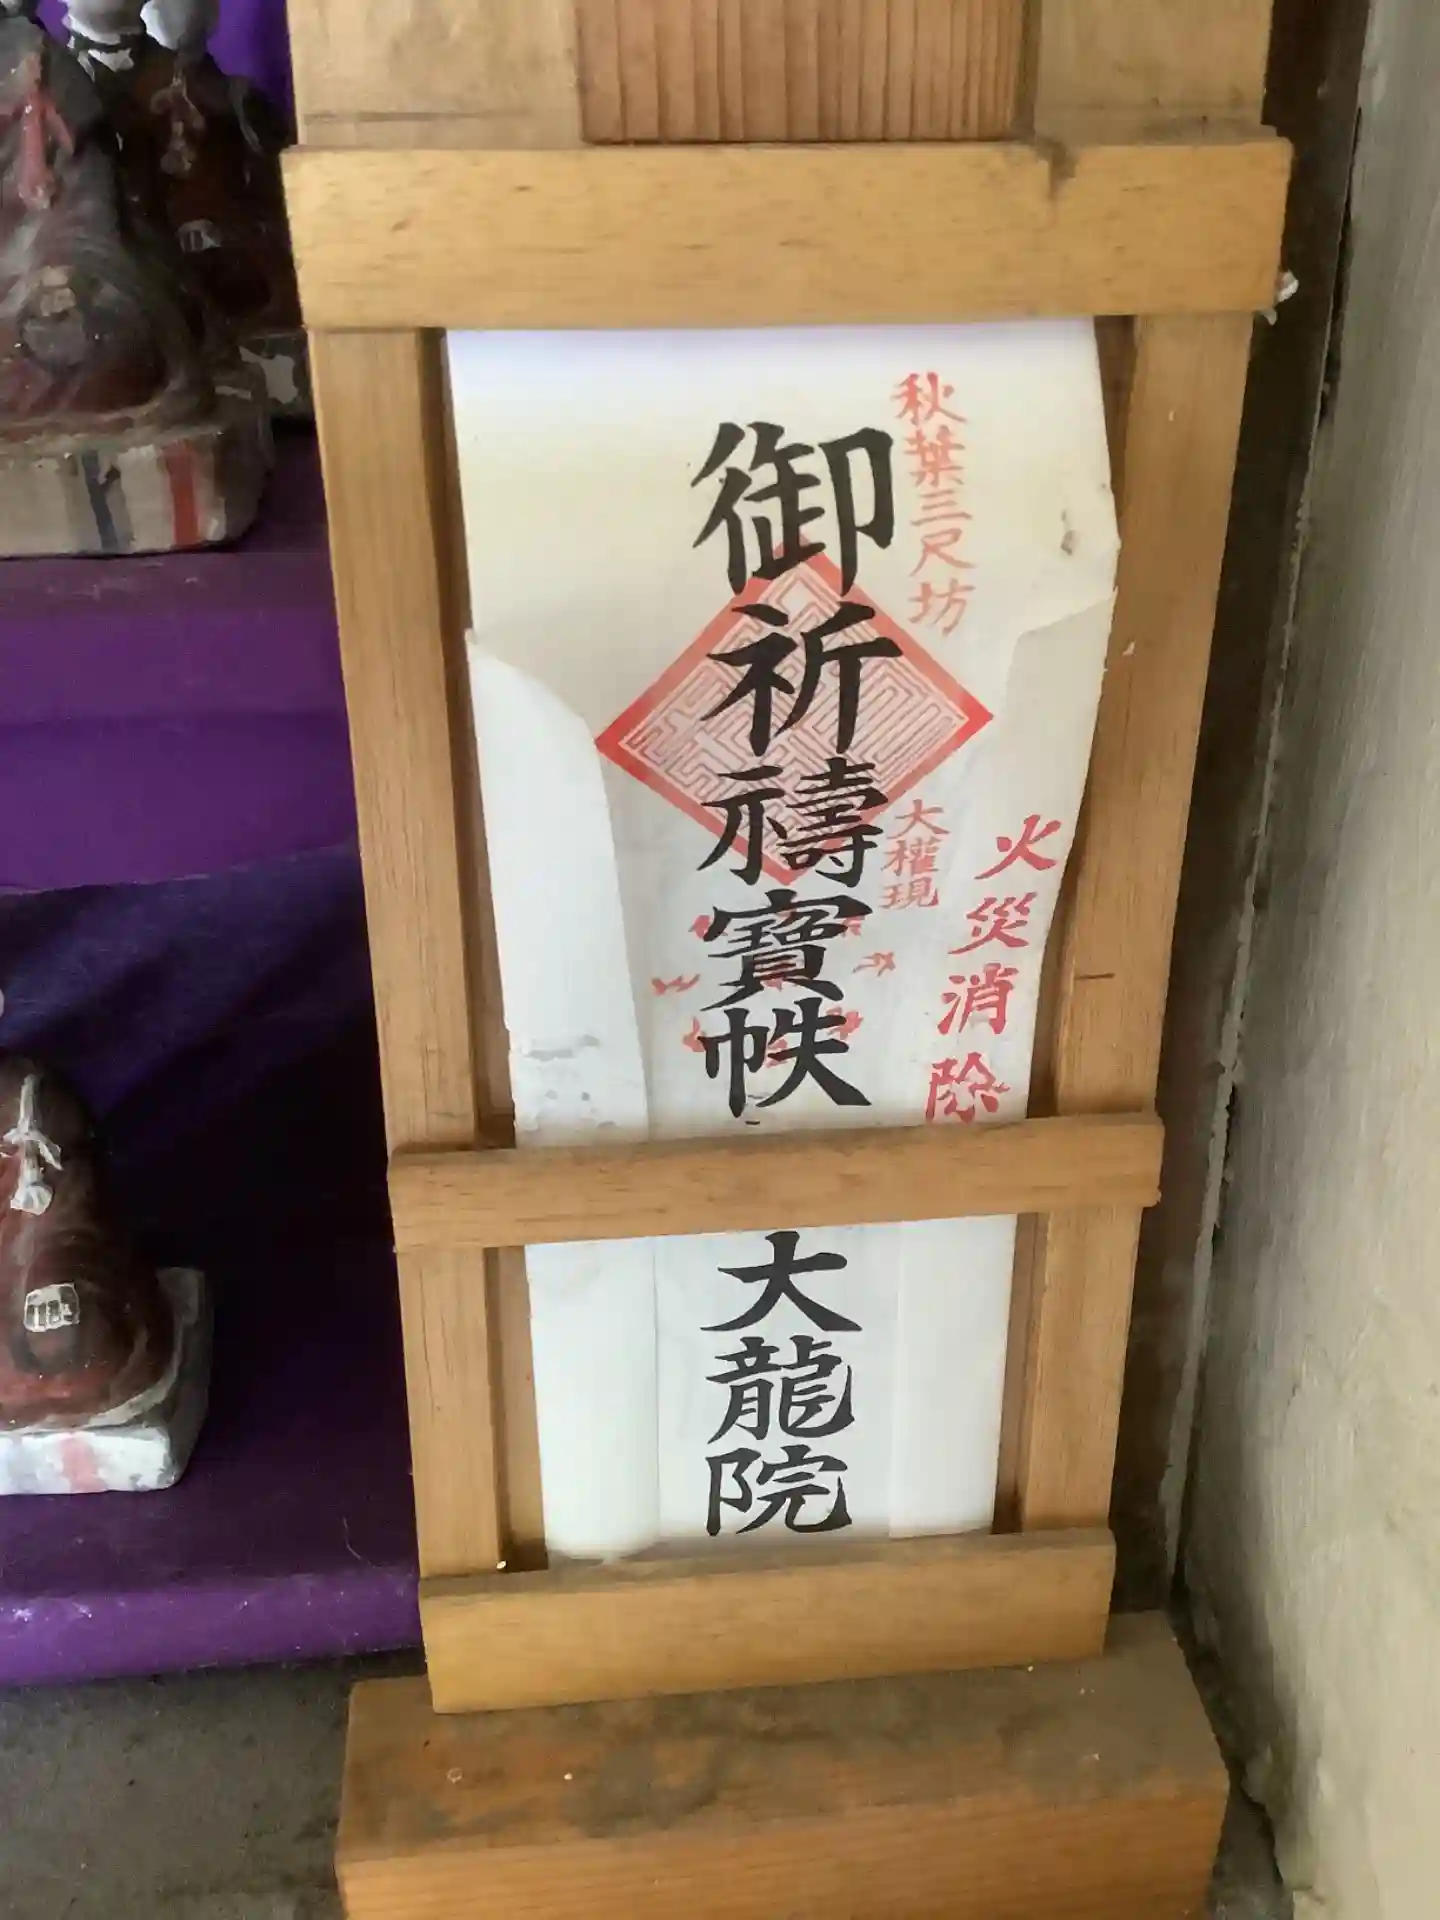 火災消除
秋葉三尺坊
大權現
御祈禱寶帙
大龍院